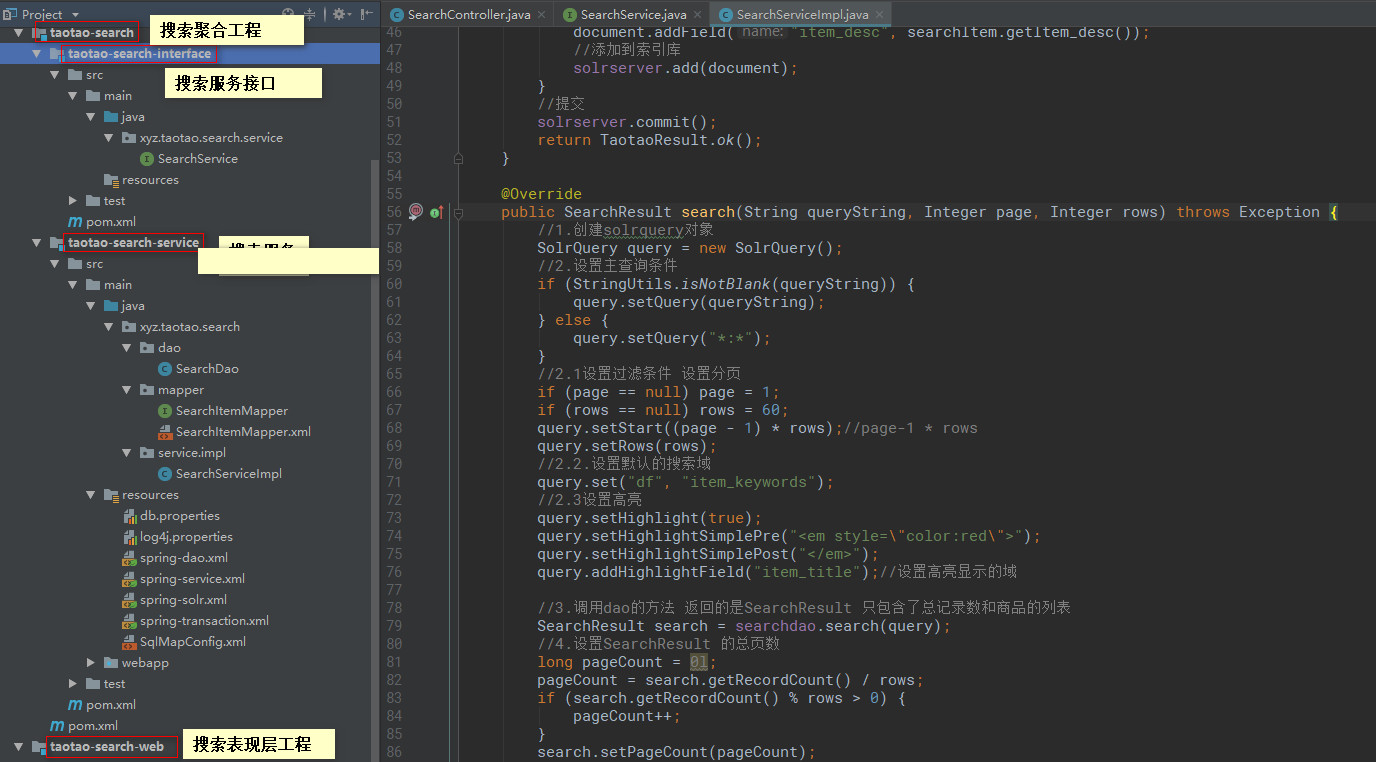 Project
taotao-search
搜索聚合工程
taotao-search-interface
搜索服务接口
src
main
java
xyz.taotao.search.service
SearchService
resources
test
pom.xml
taotao-search-service
src
main
java
xyz.taotao.search
dao
SearchDao
mapper
SearchItemMapper
SearchItemMapper.xml
service.impl
SearchServiceImpl
resources
db.properties
log4j.properties
spring-dao.xml
spring-service.xml
spring-solr.xml
spring-transaction.xml
SqlMapConfig.xml
webapp
test
pom.xml
pom.xml
taotao-search-web
搜索表现层工程
SearchController.java
SearchService.java
SearchServiceImpl.java
46 document.addField( name: "item_desc", searchItem.getItem_desc());
47 //添加到索引库
48 solrserver.add(document);
49 }
50 //提交
51 solrserver.commit();
52 return TaotaoResult.ok();
53 }
54
55 @Override
56 public SearchResult search(String queryString, Integer page, Integer rows) throws Exception {
57 //1.创建solrquery对象
58 SolrQuery query = new SolrQuery();
59 //2.设置主查询条件
60 if (StringUtils.isNotBlank(queryString)) {
61 query.setQuery(queryString);
62 } else {
63 query.setQuery("*:*");
64 }
65 //2.1设置过滤条件 设置分页
66 if (page == null) page = 1;
67 if (rows == null) rows = 60;
68 query.setStart((page - 1) * rows);//page-1 * rows
69 query.setRows(rows);
70 //2.2.设置默认的搜索域
71 query.set("df", "item_keywords");
72 //2.3设置高亮
73 query.setHighlight(true);
74 query.setHighlightSimplePre("<em style=\"color:red\">");
75 query.setHighlightSimplePost("</em>");
76 query.addHighlightField("item_title");//设置高亮显示的域
77
78 //3.调用dao的方法 返回的是SearchResult 只包含了总记录数和商品的列表
79 SearchResult search = searchdao.search(query);
80 //4.设置SearchResult 的总页数
81 long pageCount = 0l;
82 pageCount = search.getRecordCount() / rows;
83 if (search.getRecordCount() % rows > 0) {
84 pageCount++;
85 }
86 search.setPageCount(pageCount);